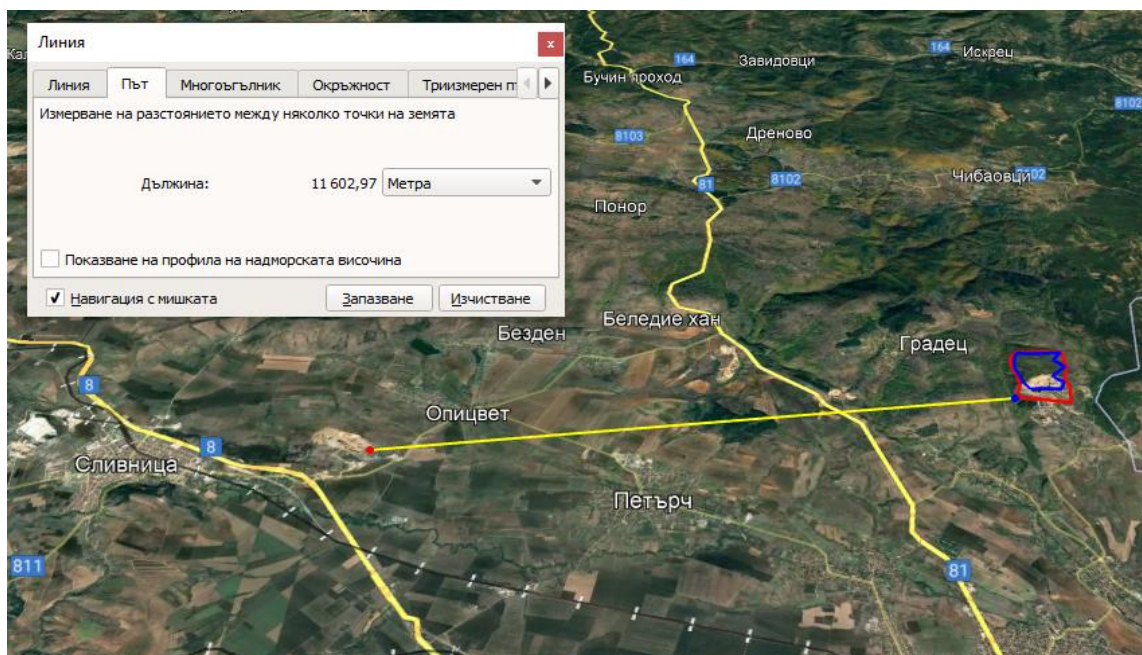 Линия
x
Линия Път Многоъгълник Окръжност Триизмерен
Измерване на разстоянието между няколко точки на земята
Дължина: 11 602,97 Метра
Показване на профила на надморската височина
Навигация с мишката Запазване Изчистване
164
Завидовци
164
Искрец
Бучин проход
8102
8103
Дреново
81
8102
Чибаовци
8102
Понор
Беледие хан
Безден
Градец
8
Опицвет
8
Сливница
Петърч
811
81